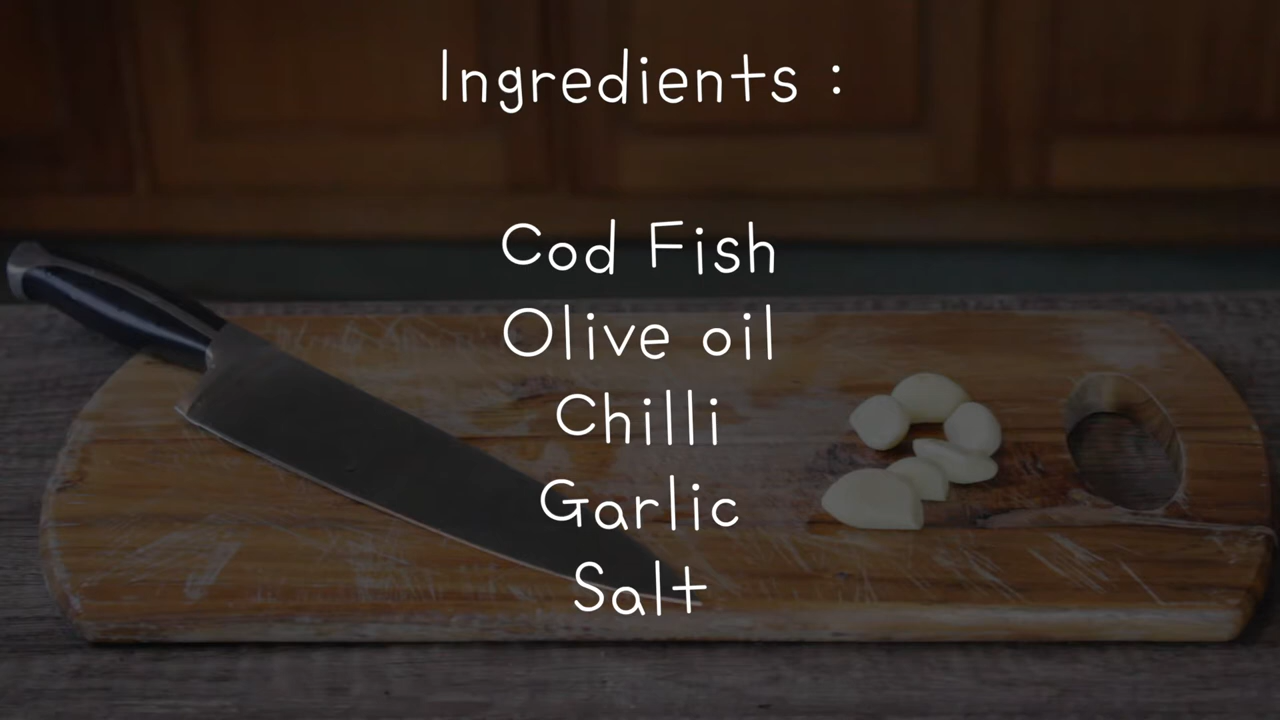 Ingredients :
Cod Fish
Olive oil
Chilli
Garlic
Salt